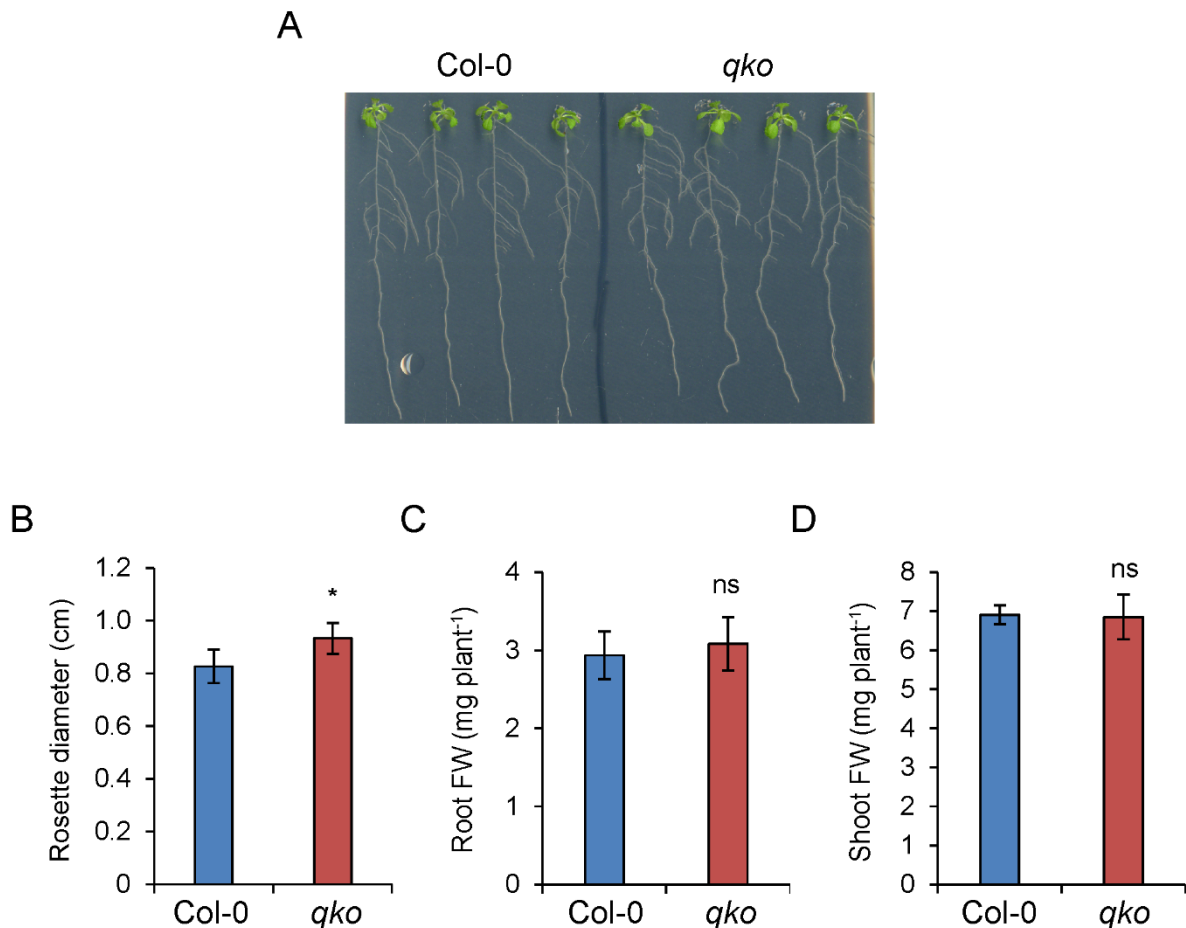 A
Col-0 qko
B
Rosette diameter (cm)
1.2
1.0
0.8
0.6
0.4
0.2
0
*
Col-0 qko
C
Root FW (mg plant⁻¹)
4
3
2
1
0
ns
Col-0 qko
D
Shoot FW (mg plant⁻¹)
8
7
6
5
4
3
2
1
0
ns
Col-0 qko